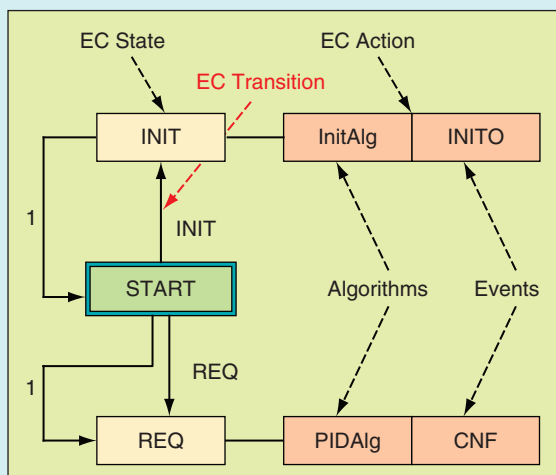 EC State
EC Action
EC Transition
INIT
InitAlg
INITO
1
INIT
START
Algorithms
Events
1
REQ
REQ
PIDAlg
CNF